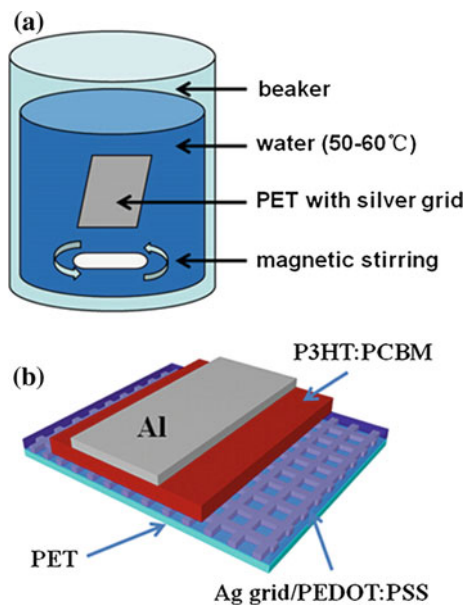 (a)
beaker
water (50-60℃)
PET with silver grid
magnetic stirring
(b)
P3HT:PCBM
Al
PET
Ag grid/PEDOT:PSS